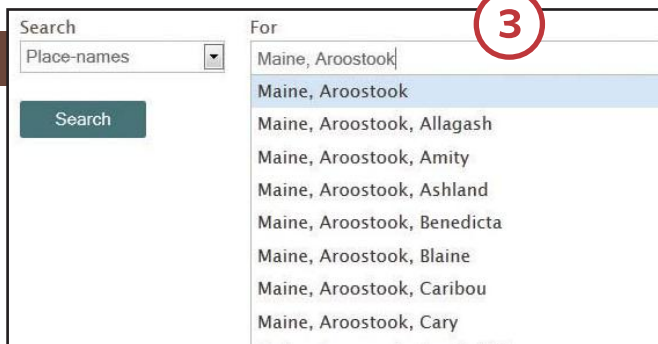 Search
For
3
Place-names
Maine, Aroostook
Maine, Aroostook
Search
Maine, Aroostook, Allagash
Maine, Aroostook, Amity
Maine, Aroostook, Ashland
Maine, Aroostook, Benedicta
Maine, Aroostook, Blaine
Maine, Aroostook, Caribou
Maine, Aroostook, Cary